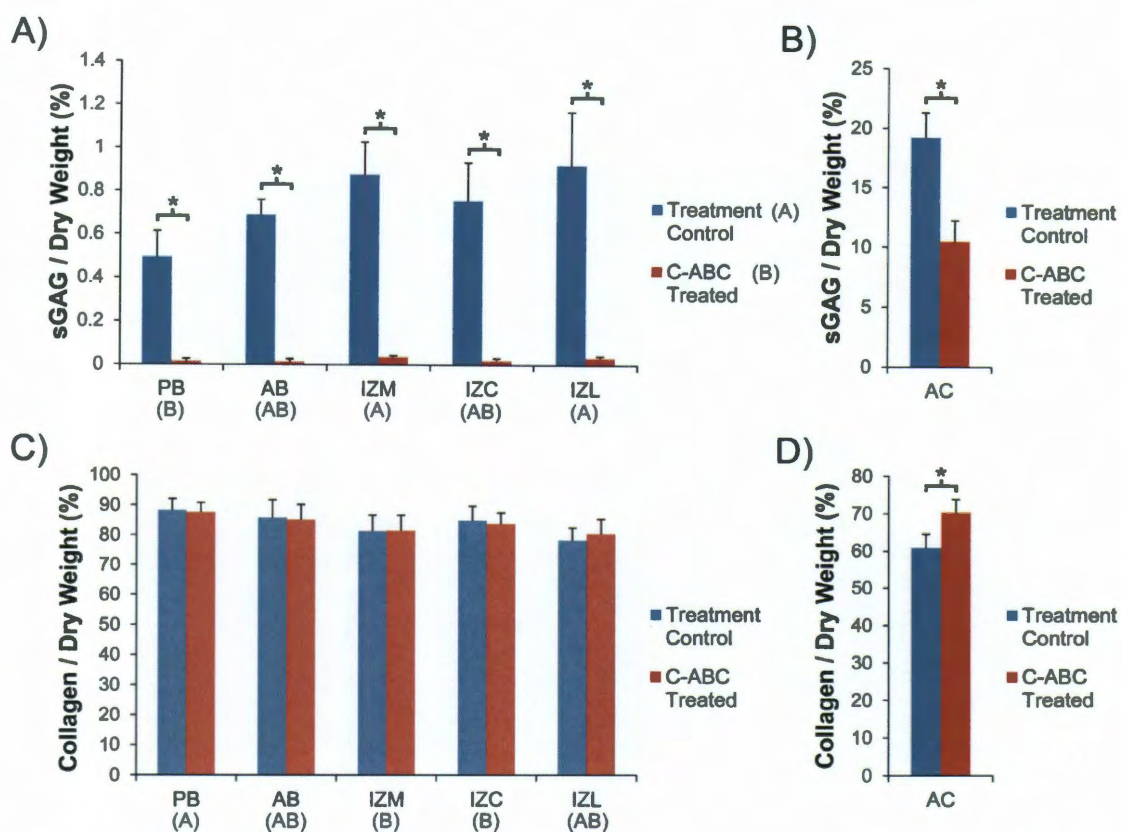 A)
sGAG / Dry Weight (%)
1.4
1.2
1
0.8
0.6
0.4
0.2
0
*
*
*
*
*
PB
(B)
AB
(AB)
IZM
(A)
IZC
(AB)
IZL
(A)
Treatment (A)
Control
C-ABC (B)
Treated
B)
sGAG / Dry Weight (%)
25
20
15
10
5
0
*
AC
Treatment
Control
C-ABC
Treated
C)
Collagen / Dry Weight (%)
100
90
80
70
60
50
40
30
20
10
0
PB
(A)
AB
(AB)
IZM
(B)
IZC
(B)
IZL
(AB)
Treatment
Control
C-ABC
Treated
D)
Collagen / Dry Weight (%)
80
70
60
50
40
30
20
10
0
*
AC
Treatment
Control
C-ABC
Treated